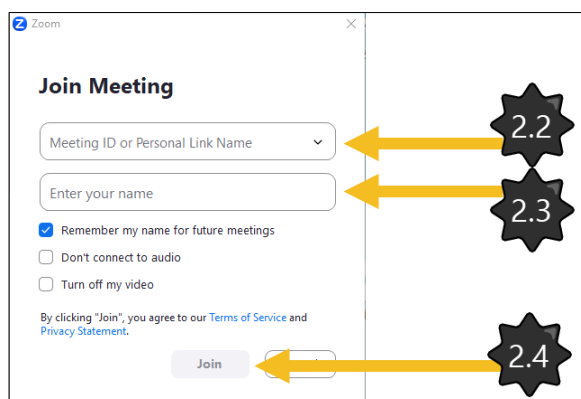 Zoom
Join Meeting
Meeting ID or Personal Link Name
2.2
Enter your name
2.3
Remember my name for future meetings
Don't connect to audio
Turn off my video
By clicking "Join", you agree to our Terms of Service and
Privacy Statement.
Join
2.4